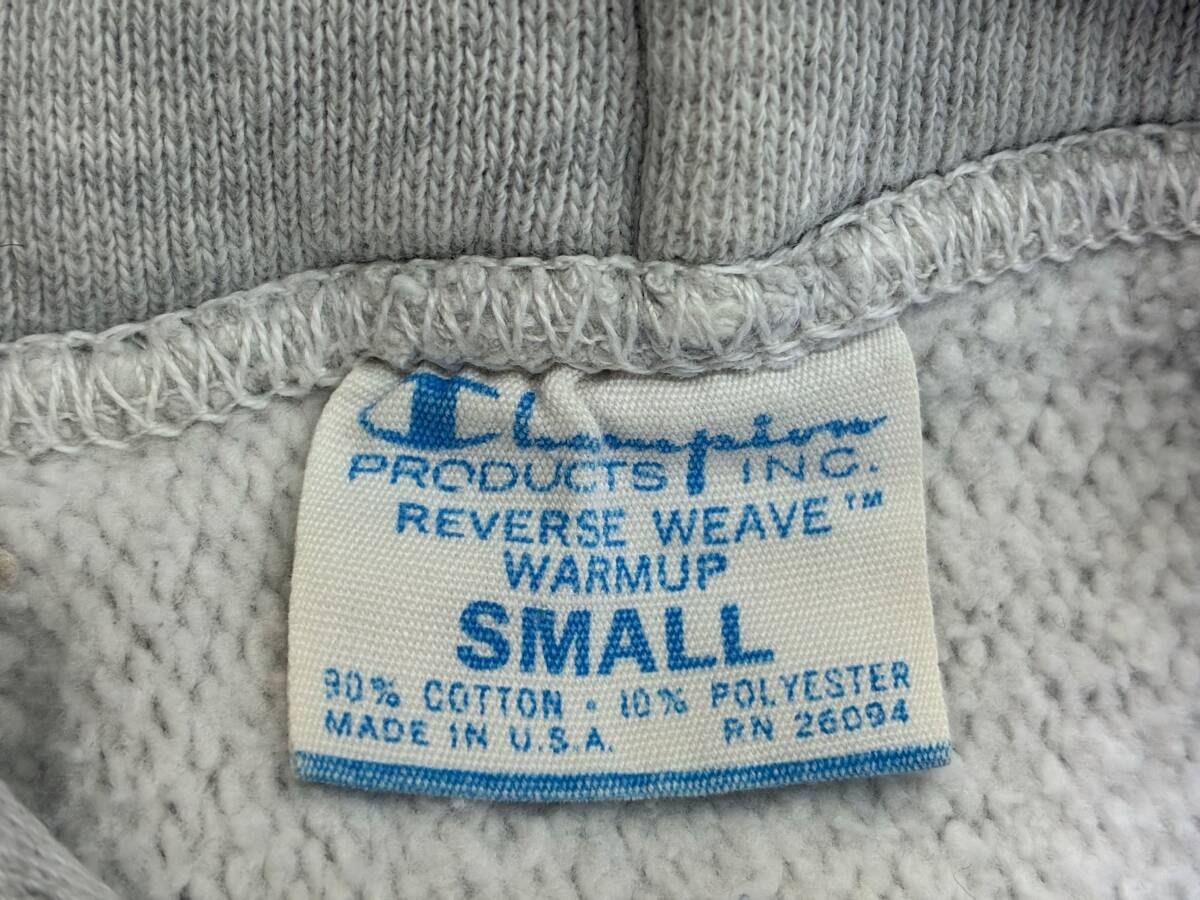 Champion
PRODUCTS INC.
REVERSE WEAVE™
WARMUP
SMALL
90% COTTON • 10% POLYESTER
MADE IN U.S.A. RN 26094